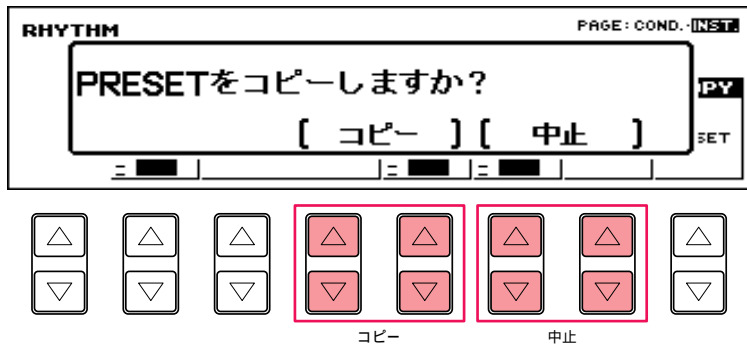 RHYTHM
PAGE: COND.·INST.
PRESETをコピーしますか？
[ コピー ] [ 中止 ]
PY
SET
コピー 中止